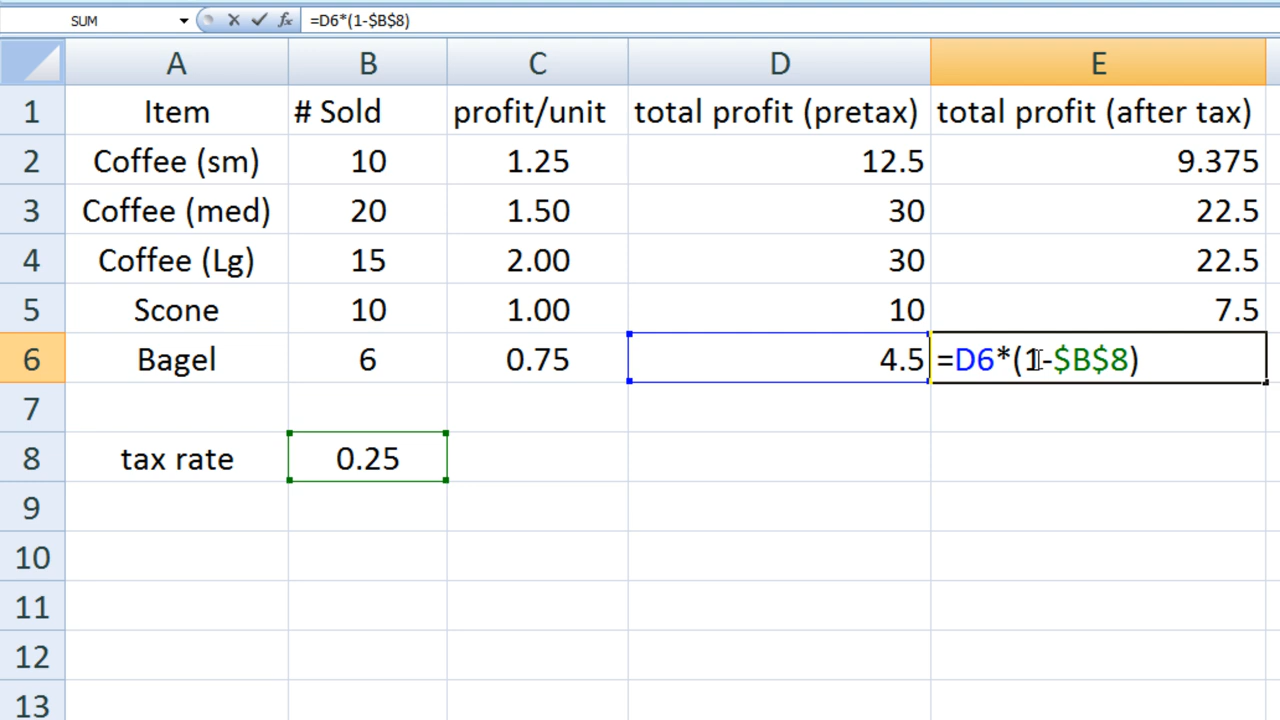 SUM fx =D6*(1-$B$8)
A B C D E
1 Item # Sold profit/unit total profit (pretax) total profit (after tax)
2 Coffee (sm) 10 1.25 12.5 9.375
3 Coffee (med) 20 1.50 30 22.5
4 Coffee (Lg) 15 2.00 30 22.5
5 Scone 10 1.00 10 7.5
6 Bagel 6 0.75 4.5 =D6*(1-$B$8)
7
8 tax rate 0.25
9
10
11
12
13